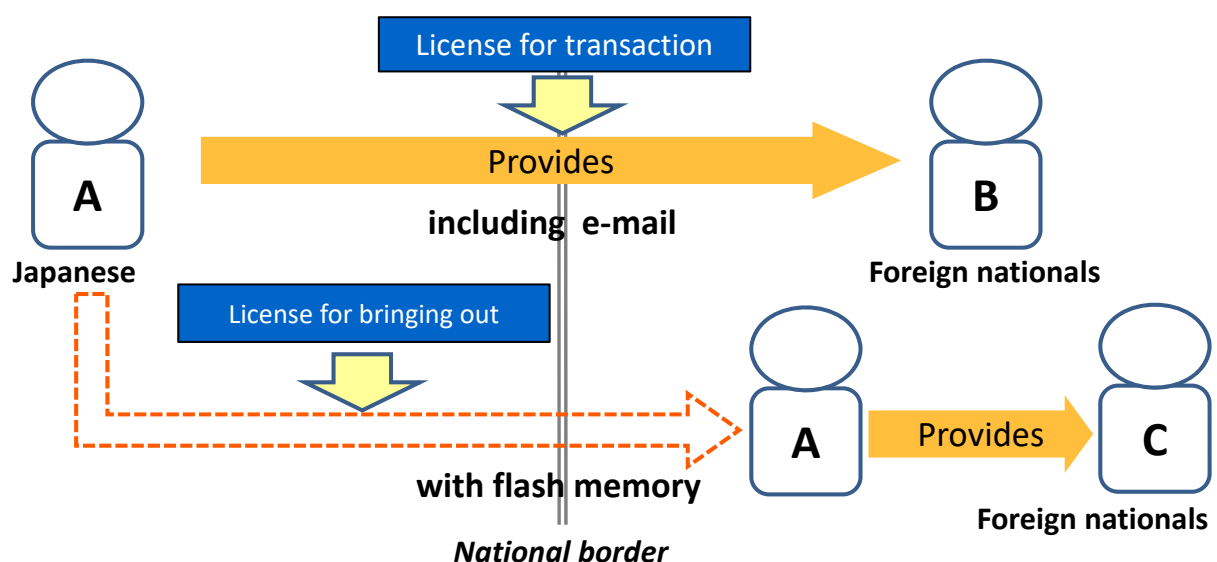 License for transaction
Provides
A
B
including e-mail
Japanese
Foreign nationals
License for bringing out
A
Provides
C
with flash memory
Foreign nationals
National border